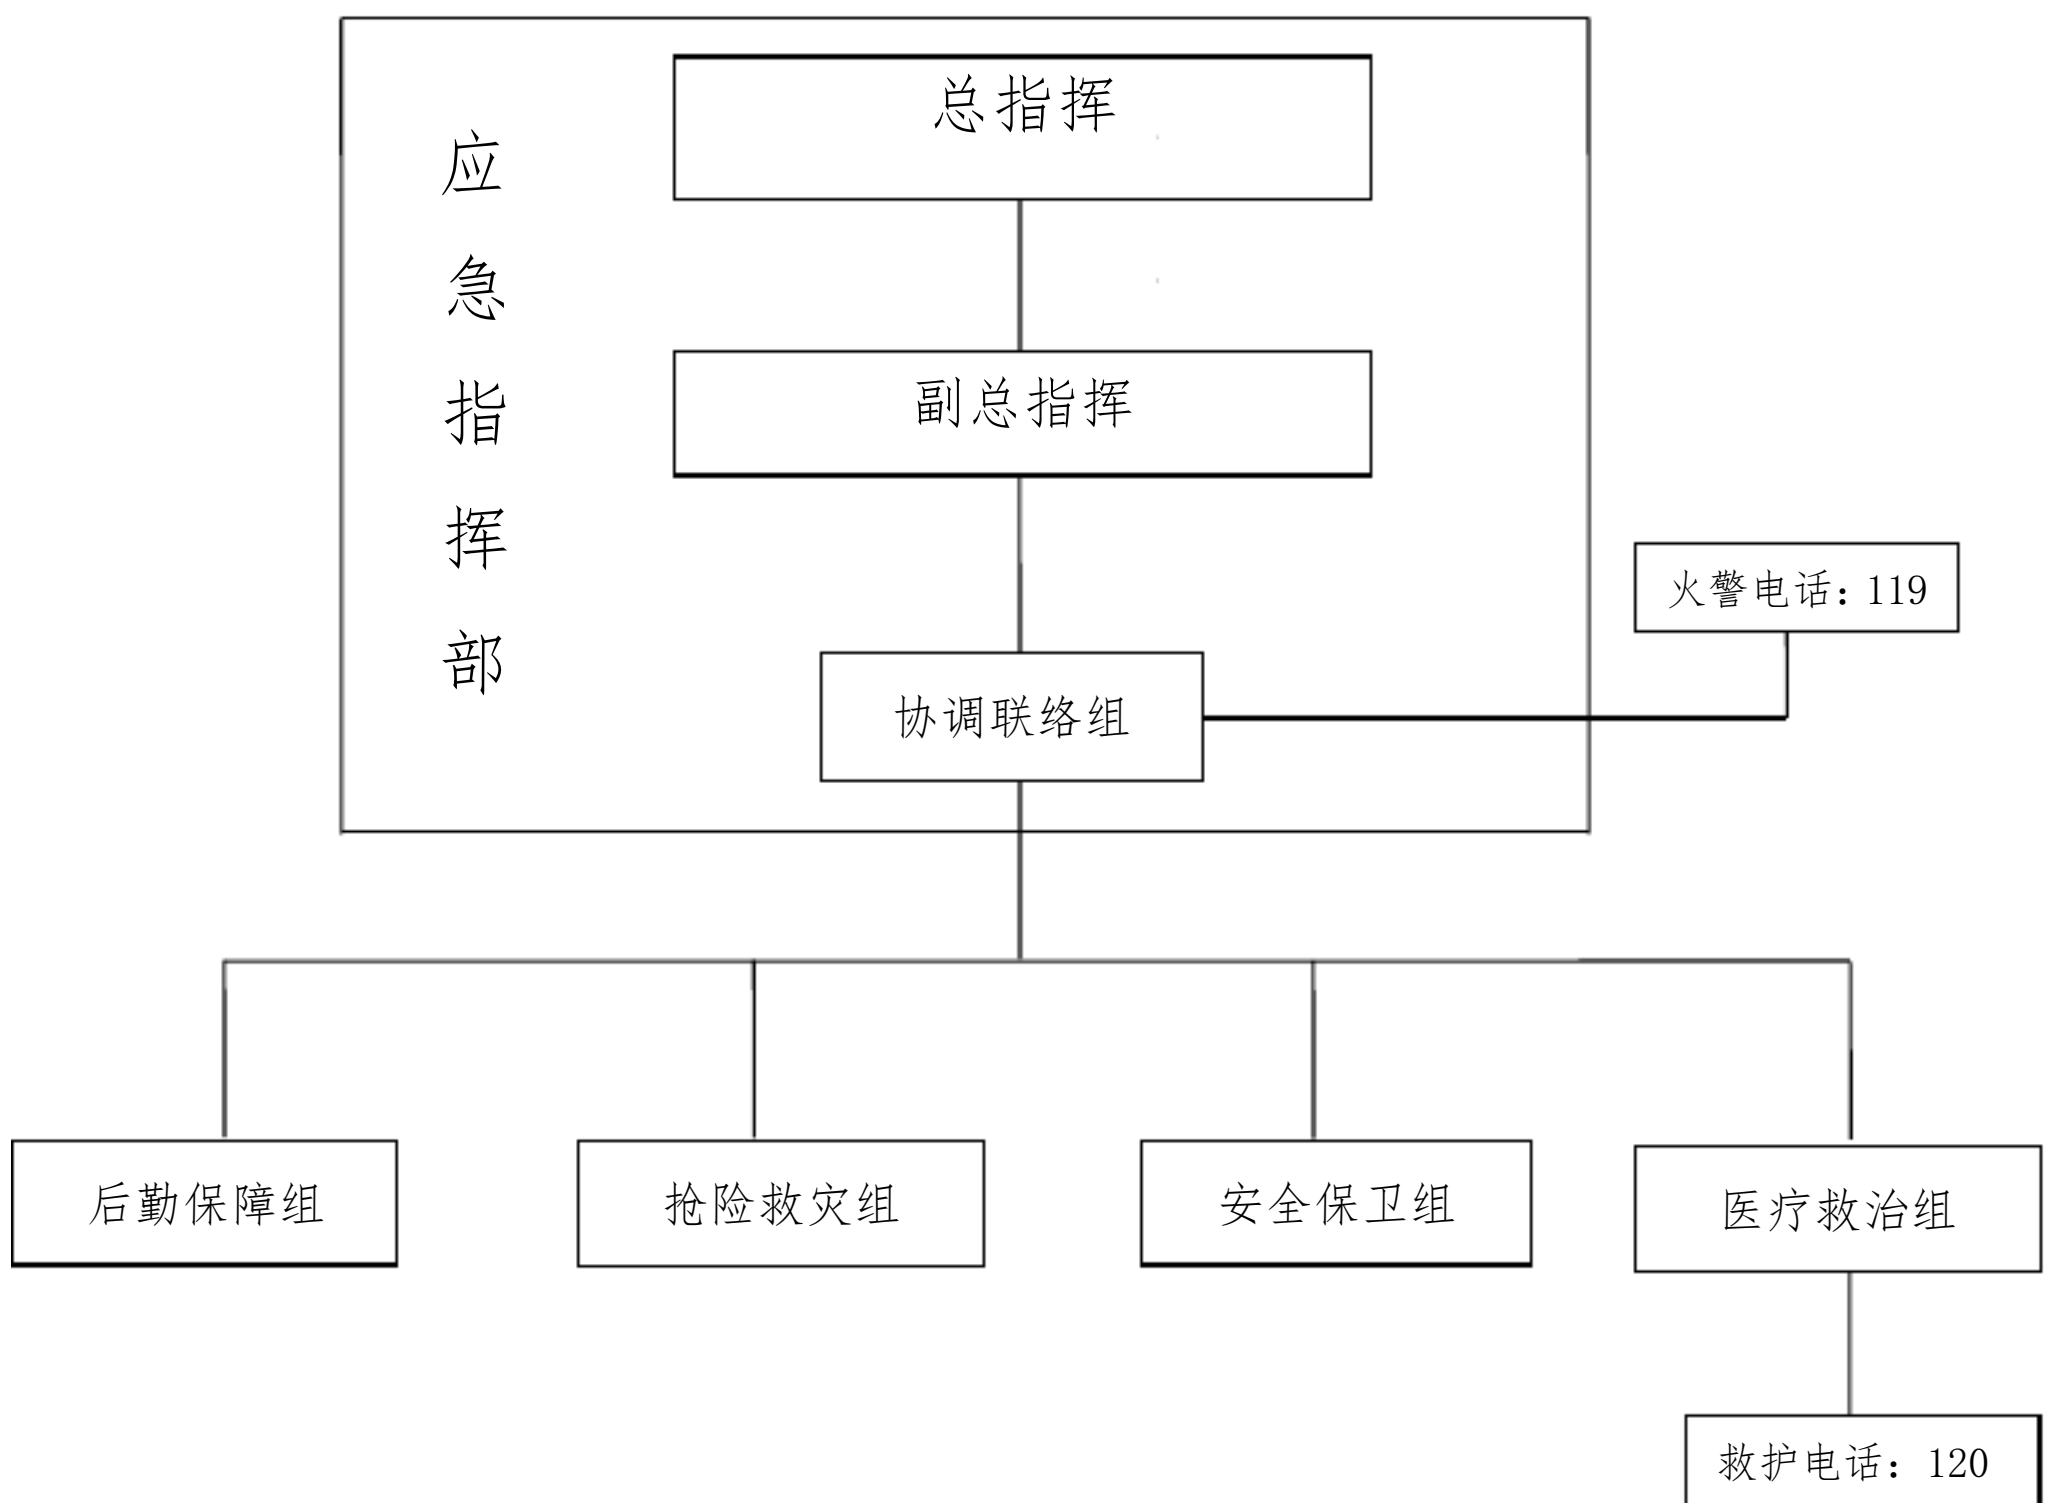 总指挥
应急指挥部
副总指挥
火警电话：119
协调联络组
后勤保障组
抢险救灾组
安全保卫组
医疗救治组
救护电话：120